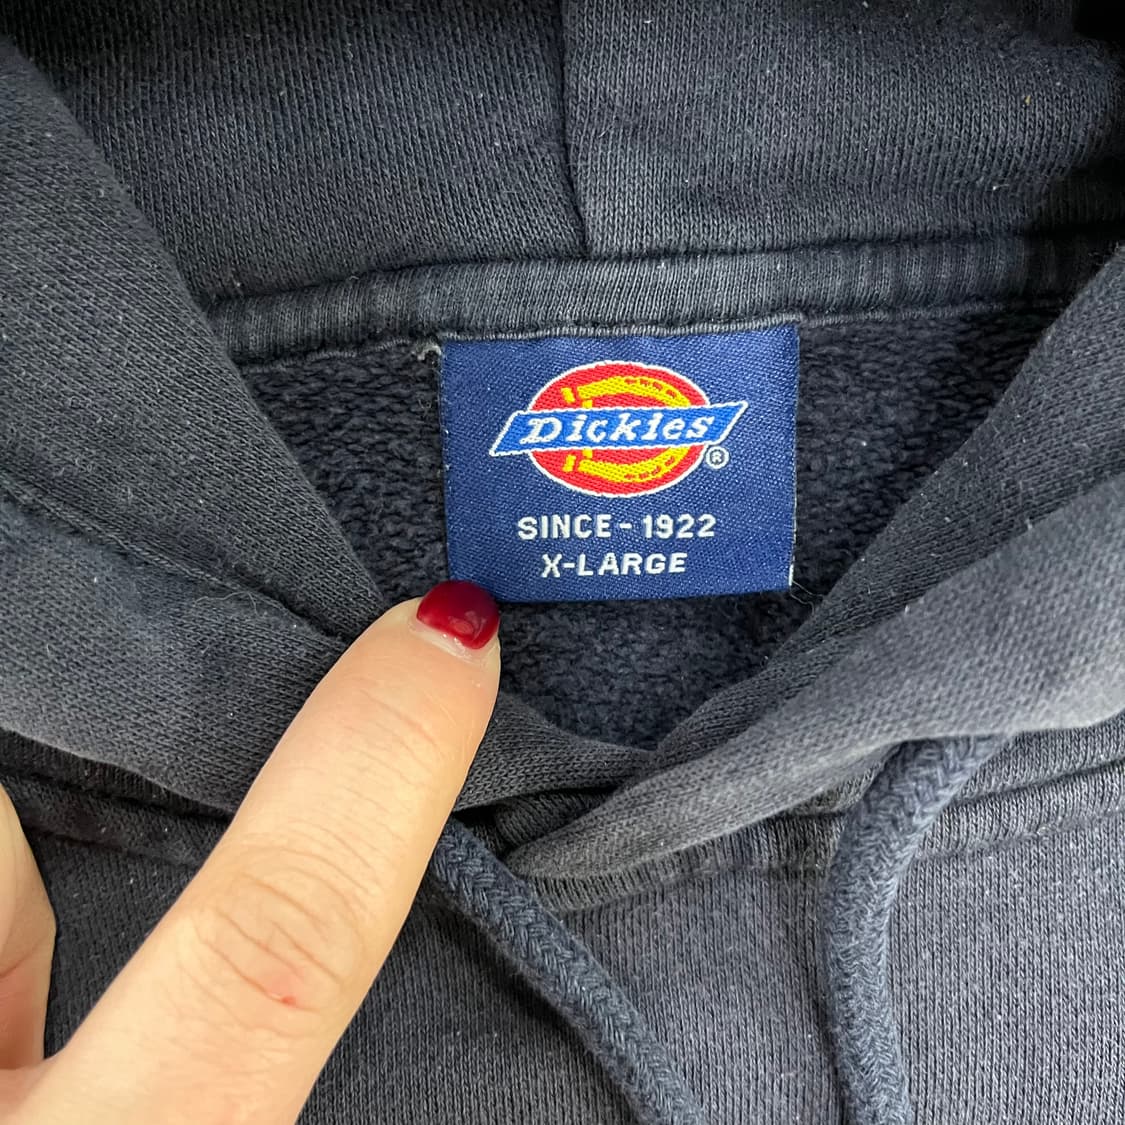 Dickies®
SINCE - 1922
X-LARGE